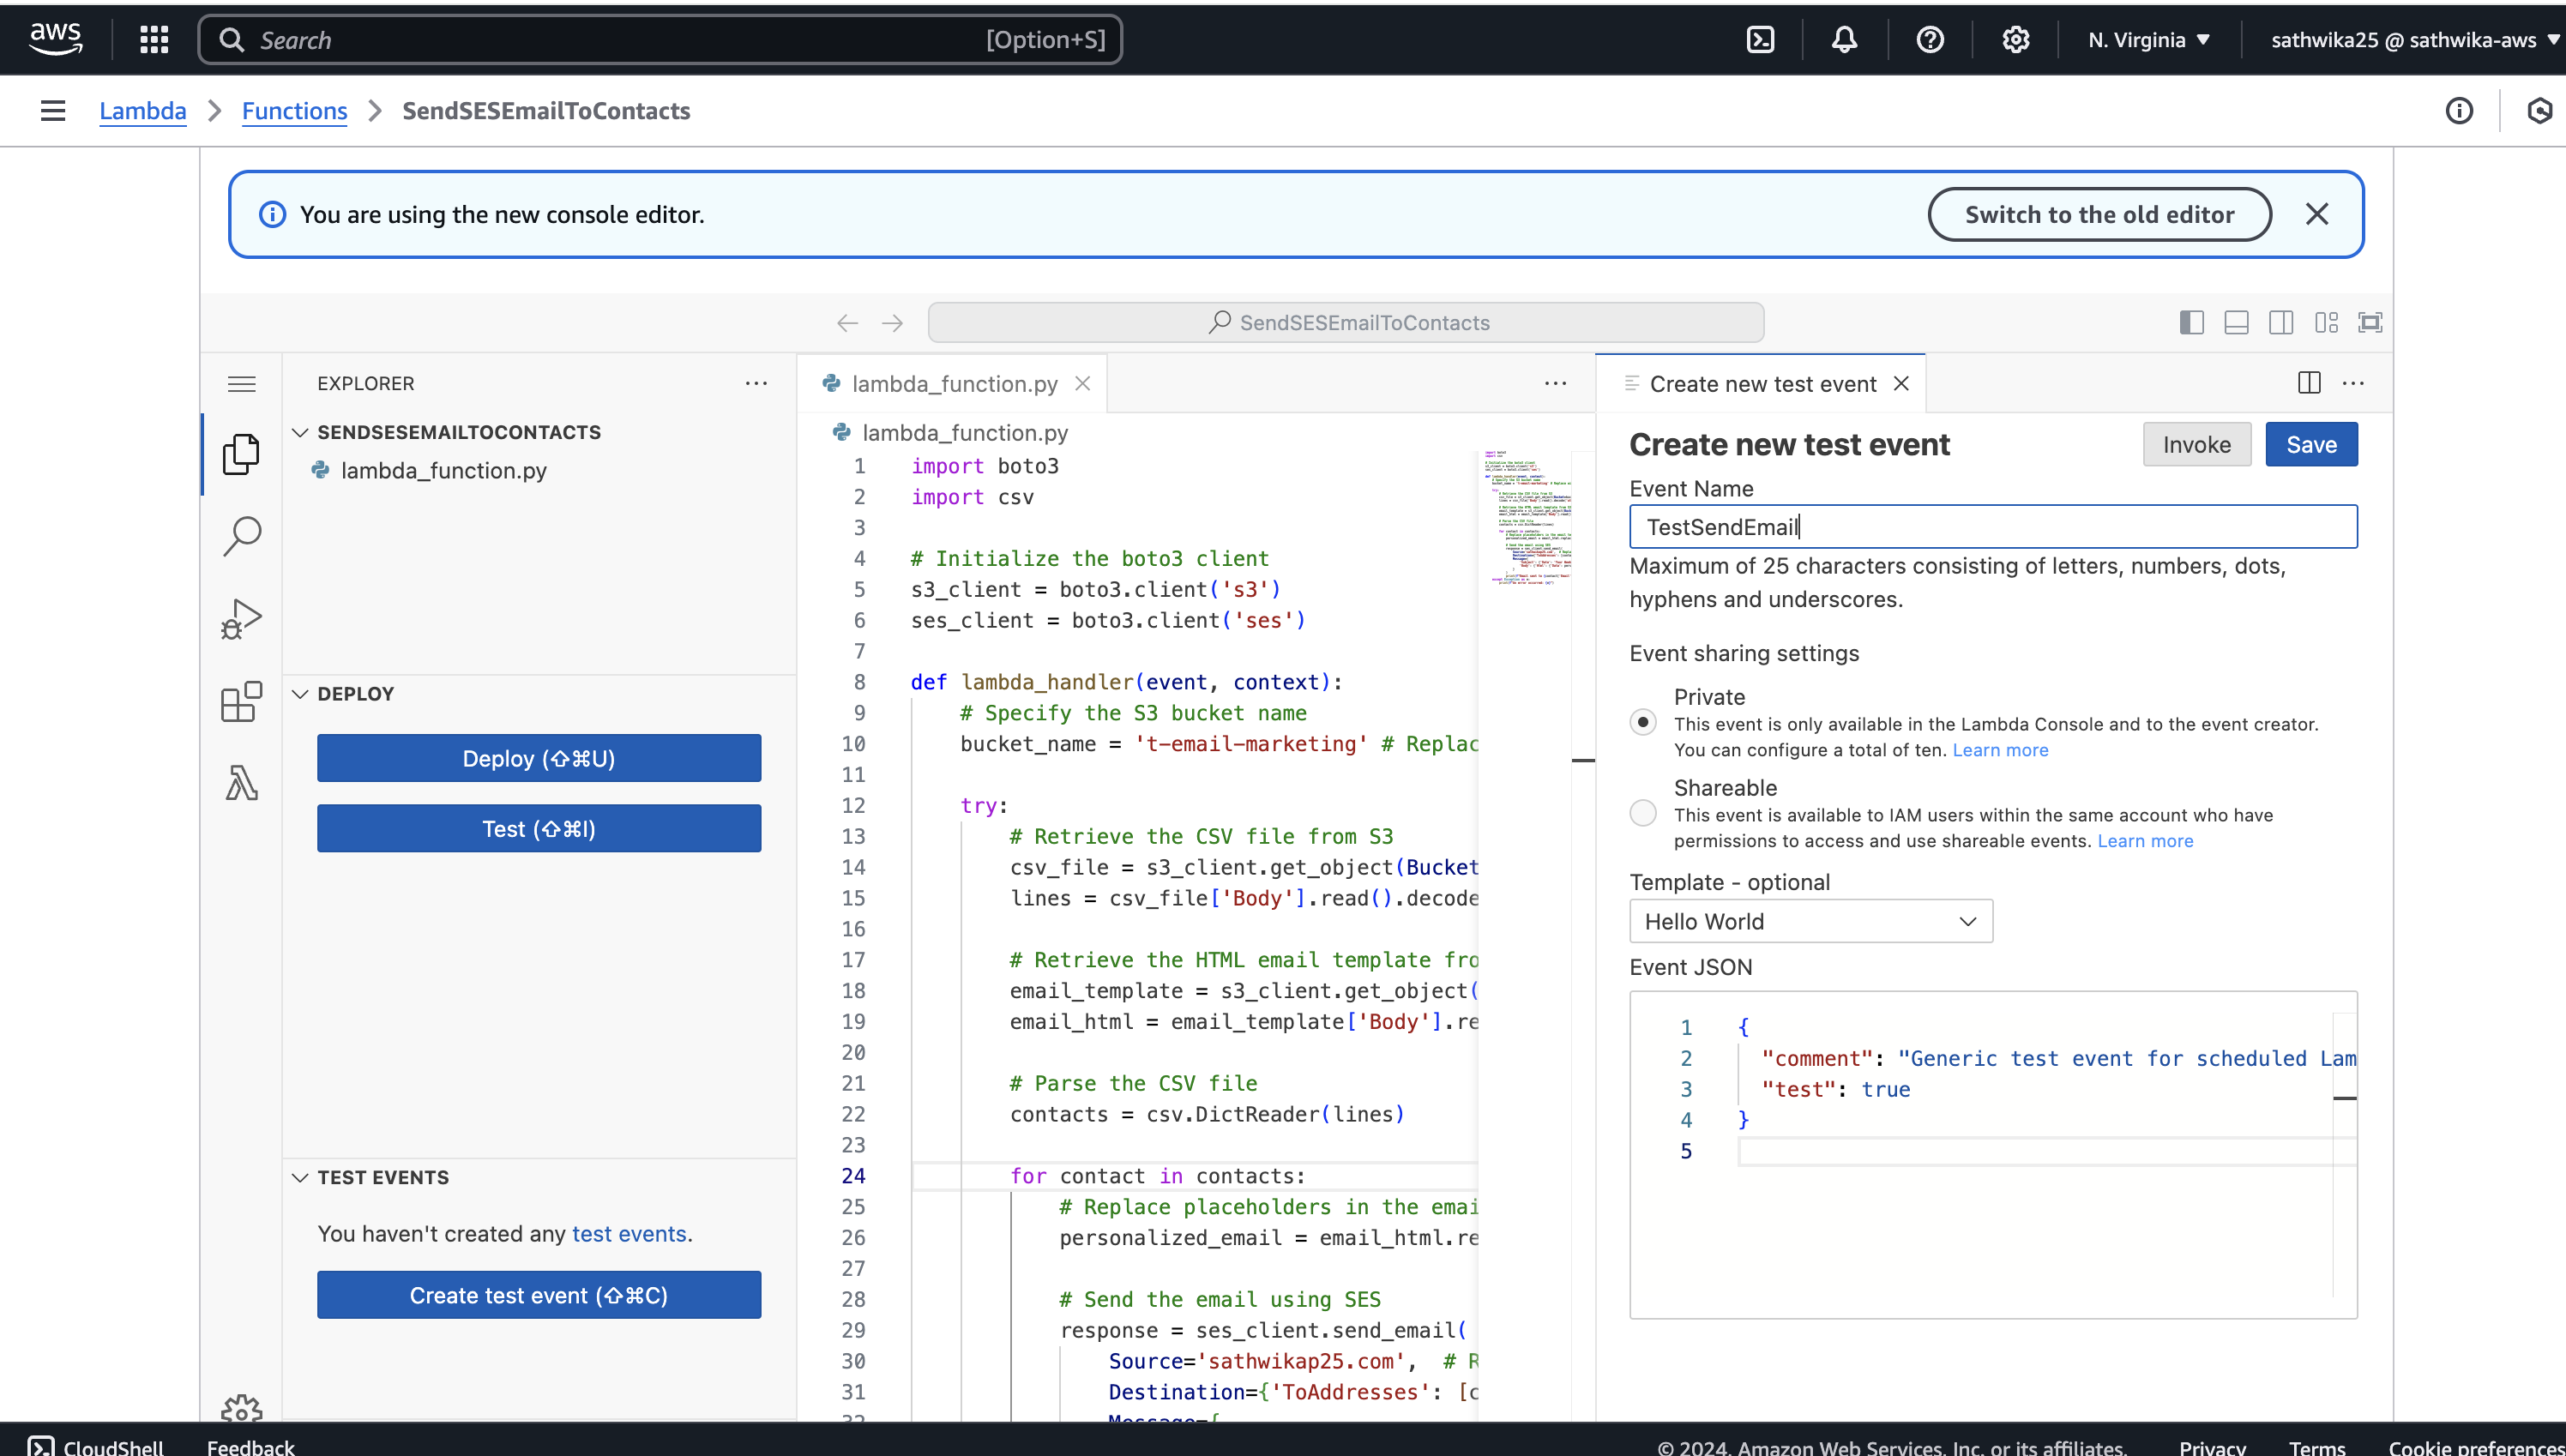 aws
Search
[Option+S]
N. Virginia
sathwika25 @ sathwika-aws
Lambda
Functions
SendSESEmailToContacts
You are using the new console editor.
Switch to the old editor
SendSESEmailToContacts
EXPLORER
SENDSESEMAILTOCONTACTS
lambda_function.py
DEPLOY
Deploy (⇧⌘U)
Test (⇧⌘I)
TEST EVENTS
You haven't created any test events.
Create test event (⇧⌘C)
lambda_function.py
lambda_function.py
1 import boto3
2 import csv
3
4 # Initialize the boto3 client
5 s3_client = boto3.client('s3')
6 ses_client = boto3.client('ses')
7
8 def lambda_handler(event, context):
9 # Specify the S3 bucket name
10 bucket_name = 't-email-marketing' # Replac
11
12 try:
13 # Retrieve the CSV file from S3
14 csv_file = s3_client.get_object(Bucket
15 lines = csv_file['Body'].read().decode
16
17 # Retrieve the HTML email template fro
18 email_template = s3_client.get_object(
19 email_html = email_template['Body'].re
20
21 # Parse the CSV file
22 contacts = csv.DictReader(lines)
23
24 for contact in contacts:
25 # Replace placeholders in the emai
26 personalized_email = email_html.re
27
28 # Send the email using SES
29 response = ses_client.send_email(
30 Source='sathwikap25.com', # R
31 Destination={'ToAddresses': [c
32 Message={
Create new test event
Create new test event
Invoke
Save
Event Name
TestSendEmail
Maximum of 25 characters consisting of letters, numbers, dots,
hyphens and underscores.
Event sharing settings
Private
This event is only available in the Lambda Console and to the event creator.
You can configure a total of ten. Learn more
Shareable
This event is available to IAM users within the same account who have
permissions to access and use shareable events. Learn more
Template - optional
Hello World
Event JSON
1 {
2 "comment": "Generic test event for scheduled Lam
3 "test": true
4 }
5
CloudShell
Feedback
© 2024, Amazon Web Services, Inc. or its affiliates.
Privacy
Terms
Cookie preferences